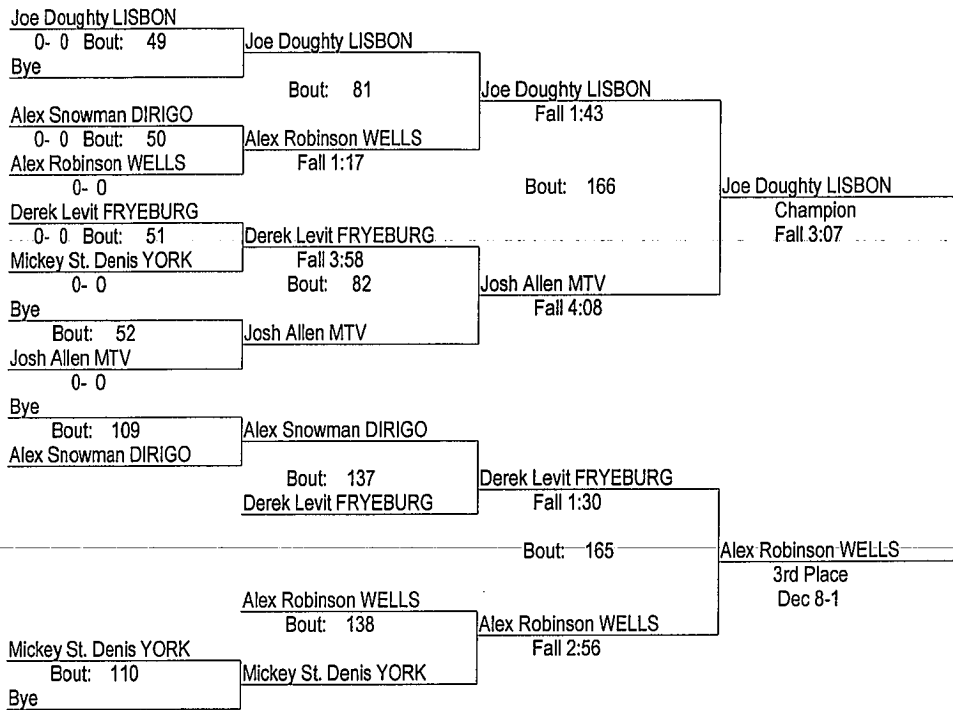 Joe Doughty LISBON
0- 0 Bout: 49
Bye
Joe Doughty LISBON
Bout: 81
Alex Snowman DIRIGO
0- 0 Bout: 50
Alex Robinson WELLS
0- 0
Alex Robinson WELLS
Fall 1:17
Joe Doughty LISBON
Fall 1:43
Bout: 166
Derek Levit FRYEBURG
0- 0 Bout: 51
Mickey St. Denis YORK
0- 0
Derek Levit FRYEBURG
Fall 3:58
Bout: 82
Bye
Bout: 52
Josh Allen MTV
0- 0
Josh Allen MTV
Josh Allen MTV
Fall 4:08
Joe Doughty LISBON
Champion
Fall 3:07
Bye
Bout: 109
Alex Snowman DIRIGO
Alex Snowman DIRIGO
Bout: 137
Derek Levit FRYEBURG
Derek Levit FRYEBURG
Fall 1:30
Bout: 165
Alex Robinson WELLS
3rd Place
Dec 8-1
Alex Robinson WELLS
Bout: 138
Mickey St. Denis YORK
Alex Robinson WELLS
Fall 2:56
Mickey St. Denis YORK
Bout: 110
Bye